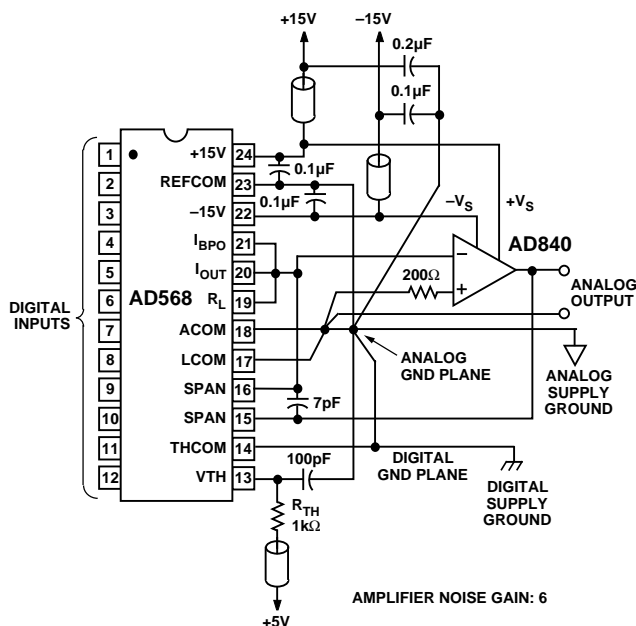 +15V
–15V
0.2µF
0.1µF
DIGITAL
INPUTS
1
2
3
4
5
6
7
8
9
10
11
12
AD568
+15V 24
REFCOM 23
–15V 22
IBPO 21
IOUT 20
RL 19
ACOM 18
LCOM 17
SPAN 16
SPAN 15
THCOM 14
VTH 13
0.1µF
0.1µF
–VS
+VS
AD840
–
+
200Ω
ANALOG
OUTPUT
ANALOG
GND PLANE
ANALOG
SUPPLY
GROUND
7pF
DIGITAL
GND PLANE
100pF
DIGITAL
SUPPLY
GROUND
RTH
1kΩ
+5V
AMPLIFIER NOISE GAIN: 6